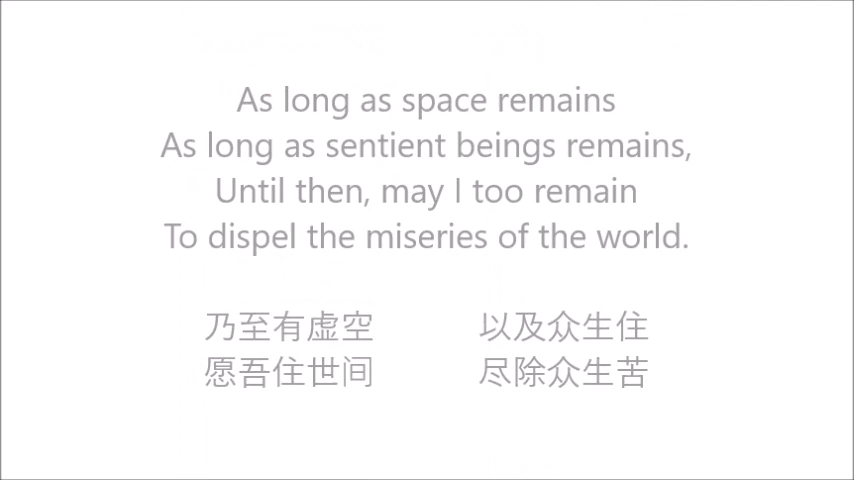 As long as space remains
As long as sentient beings remains,
Until then, may I too remain
To dispel the miseries of the world.
乃至有虚空 以及众生住
愿吾住世间 尽除众生苦